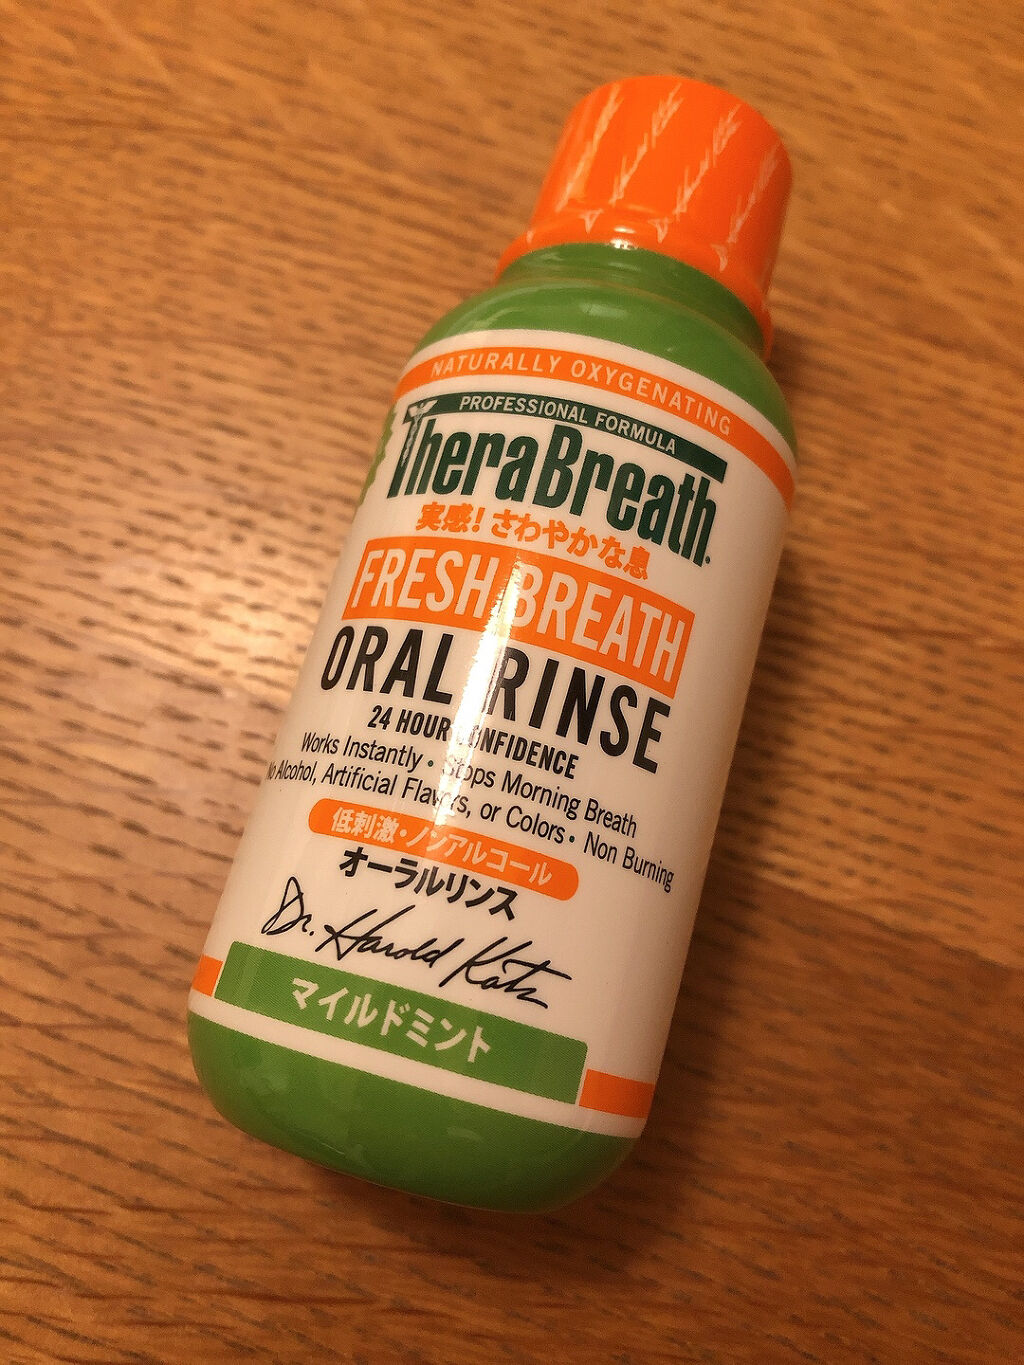 NATURALLY OXYGENATING
PROFESSIONAL FORMULA
TheraBreath.
実感!さわやかな息
FRESH BREATH
ORAL RINSE
24 HOUR CONFIDENCE
Works Instantly • Stops Morning Breath
No Alcohol, Artificial Flavors, or Colors • Non Burning
低刺激・ノンアルコール
オーラルリンス
Dr. Harold Katz
マイルドミント